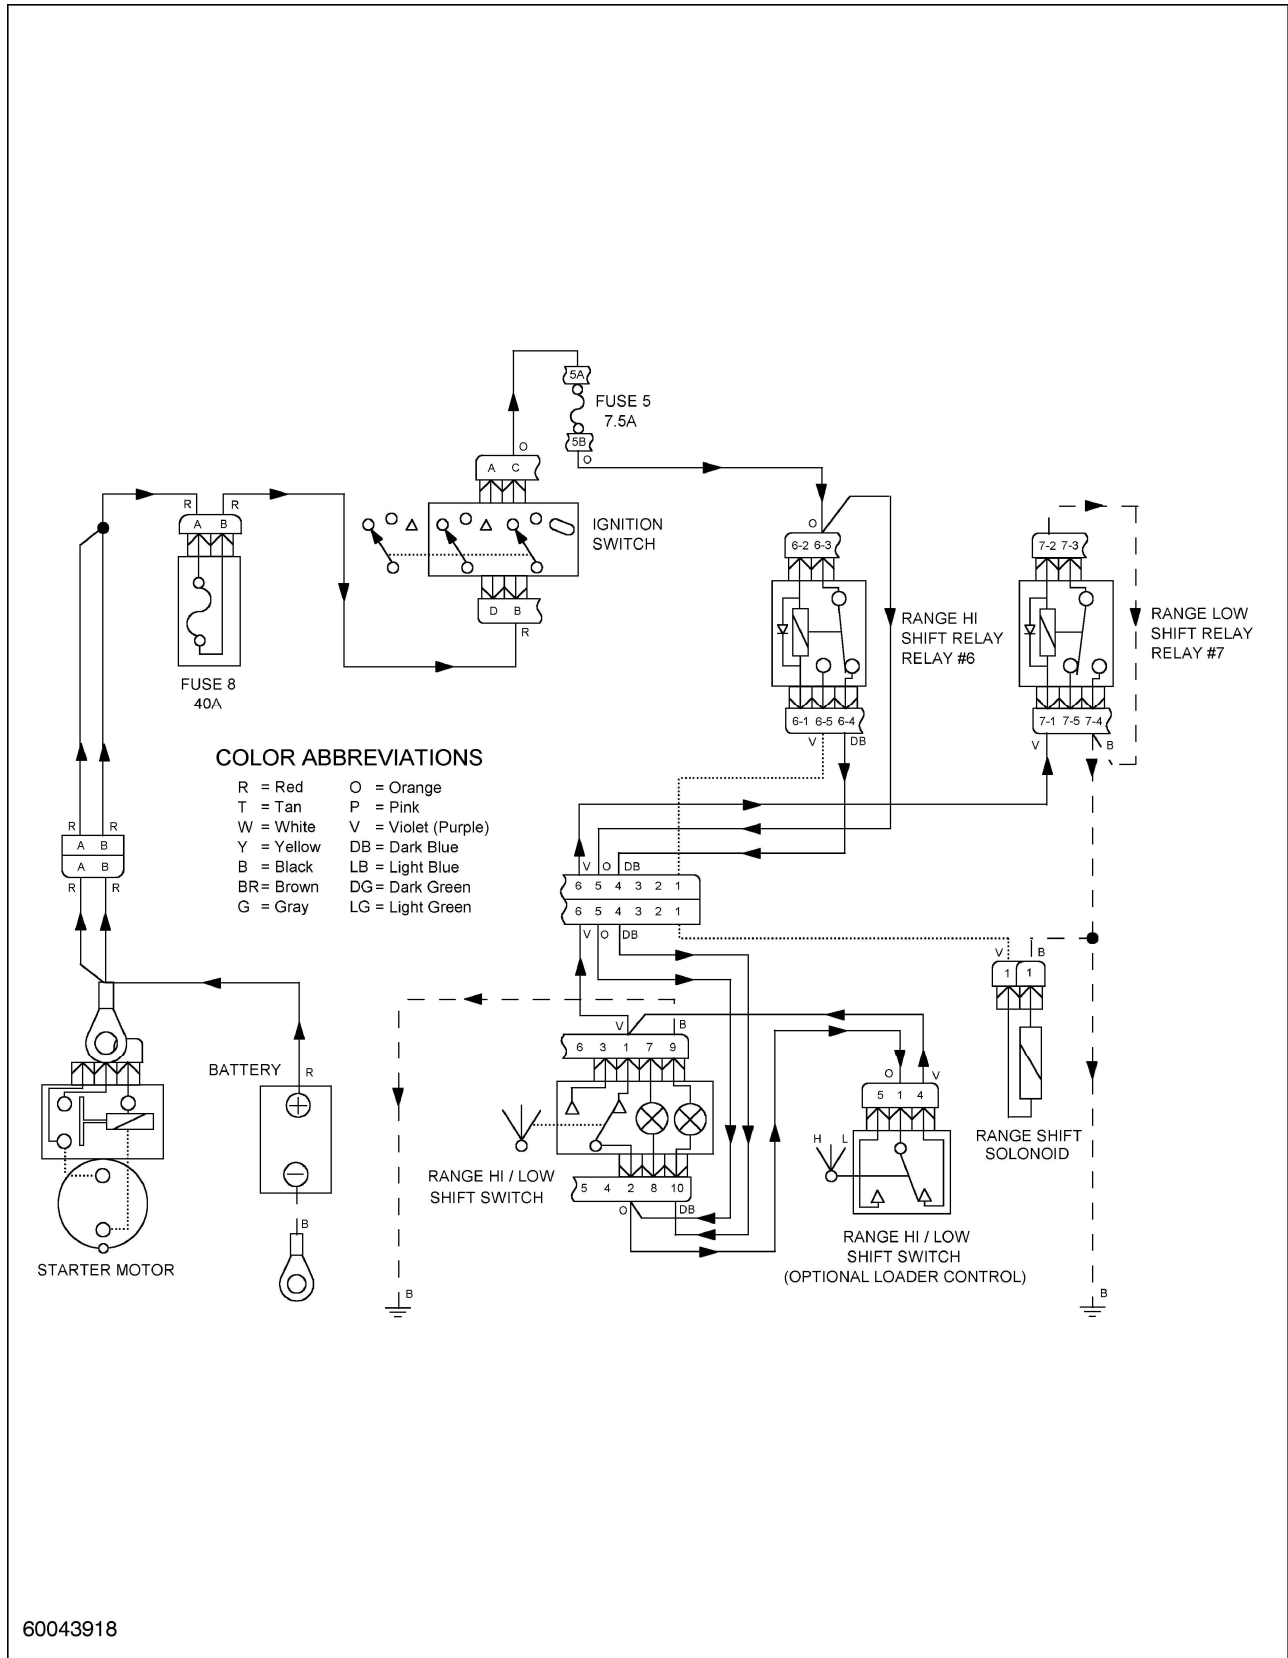 5A
FUSE 5
7.5A
5B
O
O
A C
R R
A B
IGNITION
SWITCH
D B
R
FUSE 8
40A
O
6-2 6-3
7-2 7-3
RANGE HI
SHIFT RELAY
RELAY #6
RANGE LOW
SHIFT RELAY
RELAY #7
6-1 6-5 6-4
7-1 7-5 7-4
V DB
V B
COLOR ABBREVIATIONS
R = Red O = Orange
T = Tan P = Pink
W = White V = Violet (Purple)
Y = Yellow DB = Dark Blue
B = Black LB = Light Blue
BR = Brown DG = Dark Green
G = Gray LG = Light Green
R R
A B
A B
R R
V O DB
6 5 4 3 2 1
6 5 4 3 2 1
V O DB
V B
1 1
V B
6 3 1 7 9
BATTERY
R
O V
5 1 4
H L
RANGE SHIFT
SOLONOID
RANGE HI / LOW
SHIFT SWITCH
5 4 2 8 10
O DB
B
STARTER MOTOR
RANGE HI / LOW
SHIFT SWITCH
(OPTIONAL LOADER CONTROL)
B
B
60043918